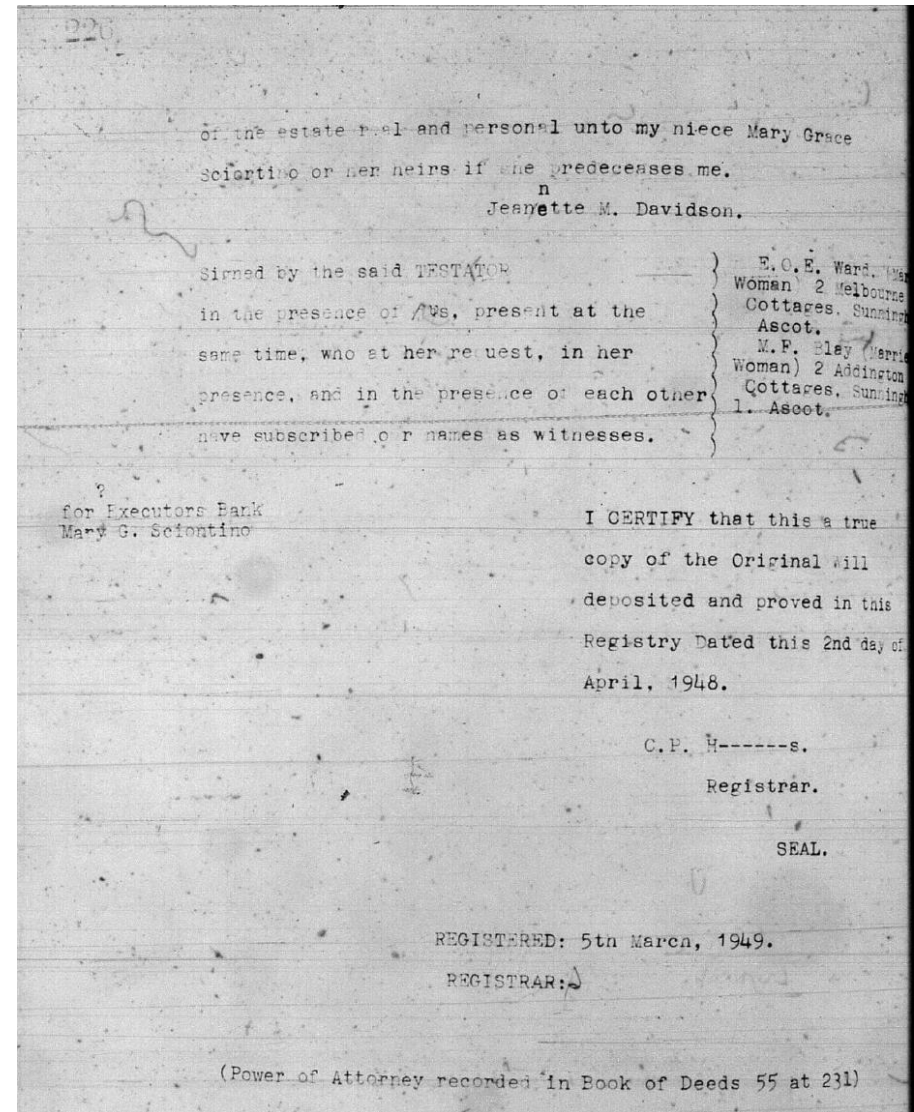 220
of the estate real and personal unto my niece Mary Grace
Sciortino or her heirs if she predeceases me.
n
Jeanette M. Davidson.
Signed by the said TESTATOR
in the presence of us, present at the
same time, who at her request, in her
presence, and in the presence of each other
have subscribed our names as witnesses.
E.O.E. Ward.
Woman 2 Melbourne
Cottages. Sunningh
Ascot.
M.F. Blay (Marrie
Woman) 2 Addington
Cottages. Sunningh
l. Ascot.
?
for Executors Bank
Mary G. Sciontino
I CERTIFY that this a true
copy of the Original Will
deposited and proved in this
Registry Dated this 2nd day of
April, 1948.
C.P. H------s.
Registrar.
SEAL.
REGISTERED: 5th March, 1949.
REGISTRAR:
(Power of Attorney recorded in Book of Deeds 55 at 231)